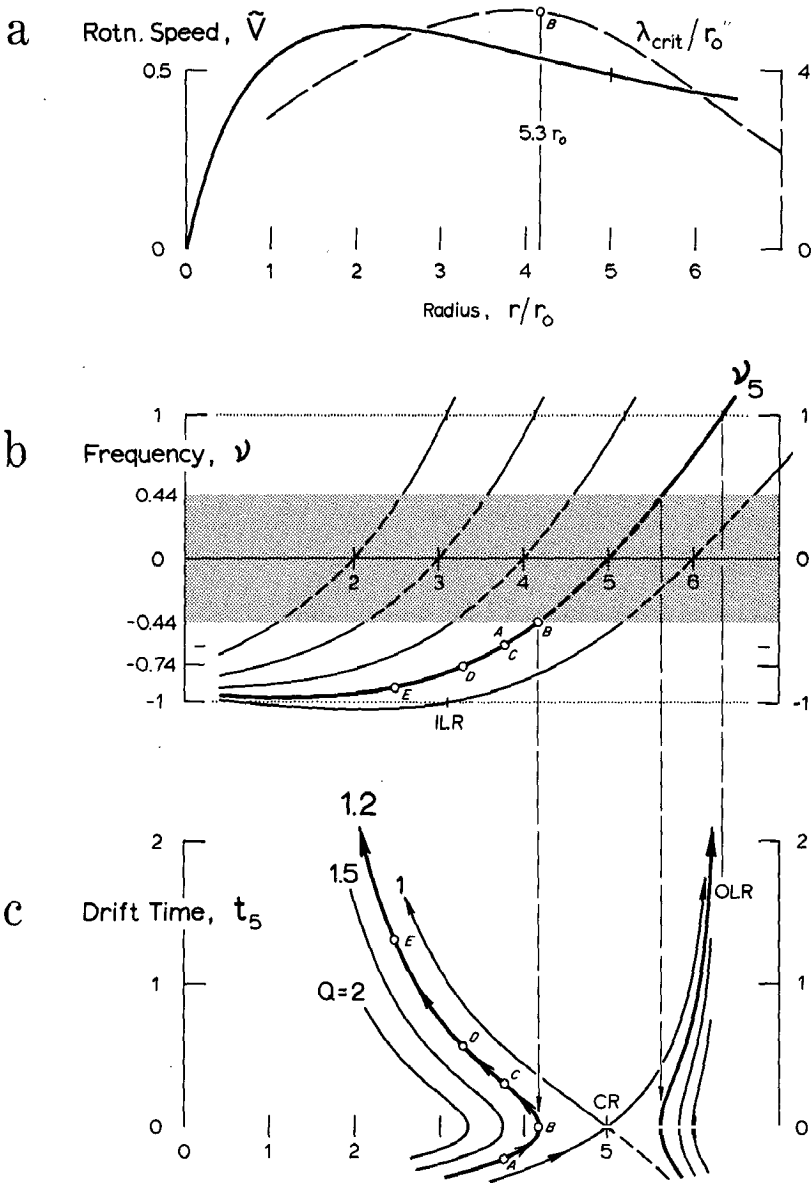 a
Rotn. Speed, Ṽ
λcrit/r₀"
B
0.5
4
5.3 r₀
0
0
0 1 2 3 4 5 6
Radius, r/r₀
b
Frequency, ν
ν₅
1
1
0.44
0
2 3 4 5 6
0
-0.44
A
B
C
-0.74
D
E
-1
ILR
-1
c
Drift Time, t₅
2
1.2
2
1.5
1
OLR
E
1
Q=2
1
D
C
CR
0
B
5
0
A